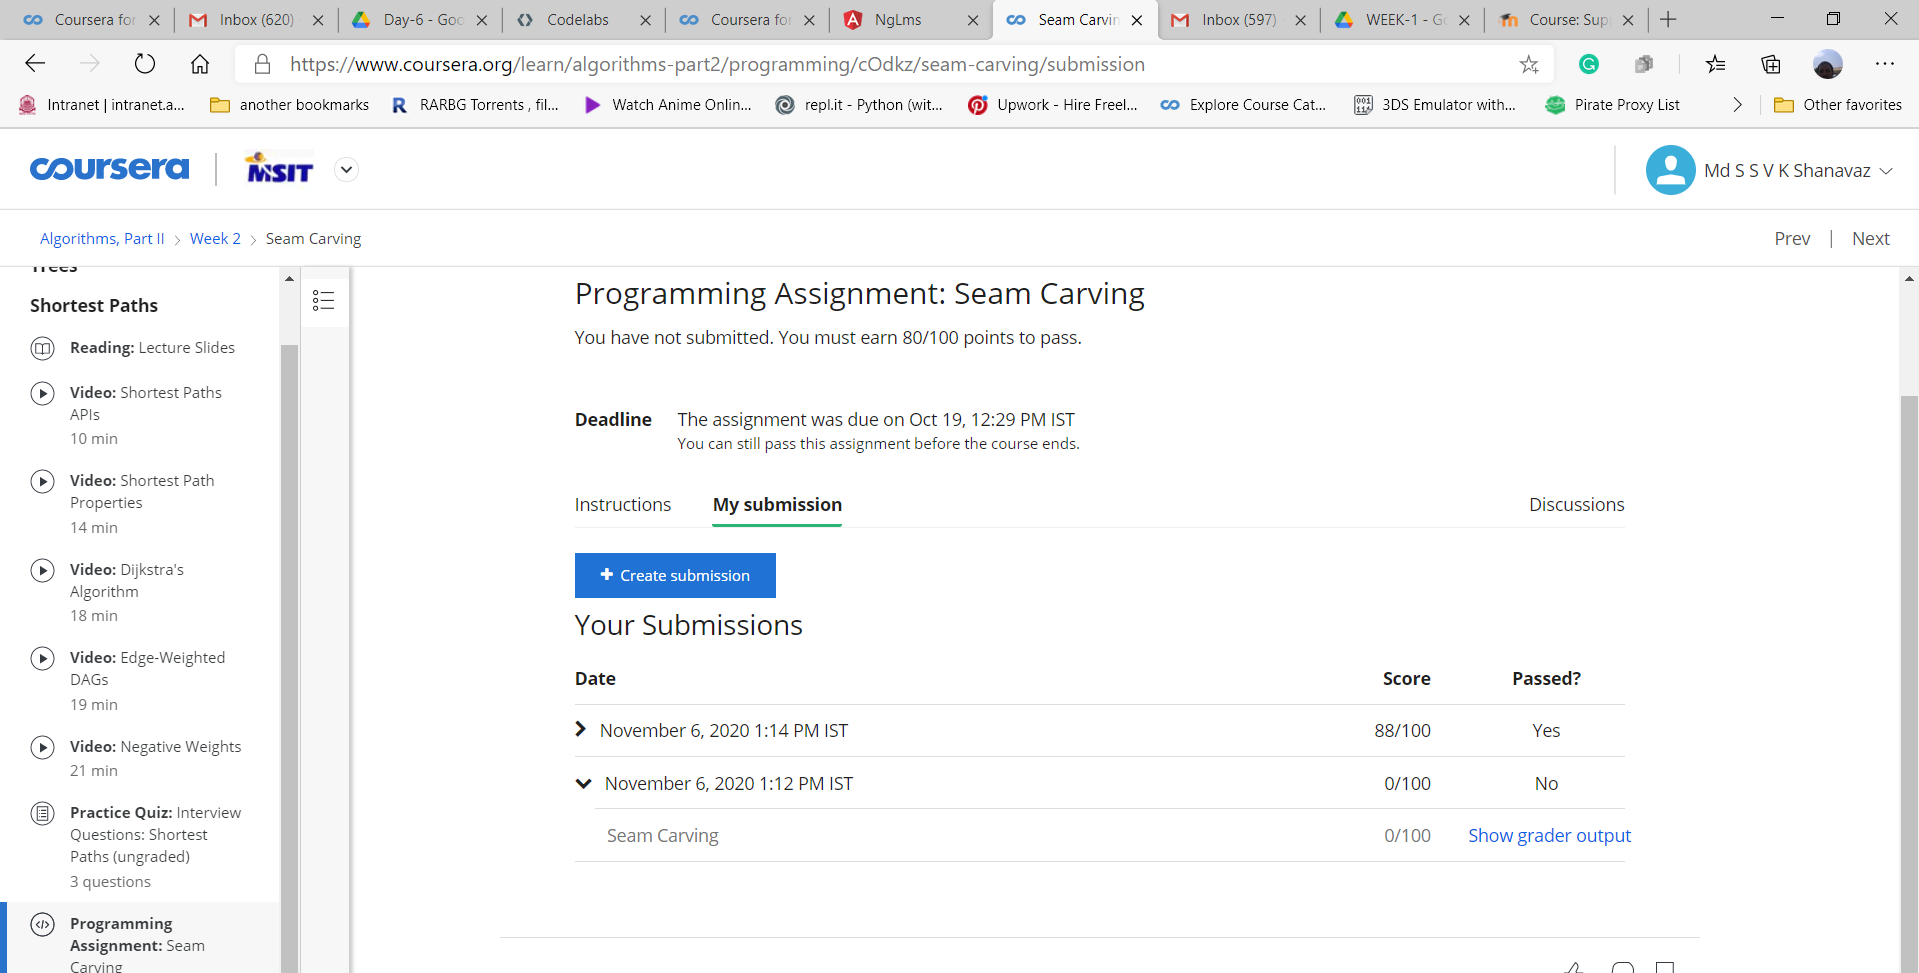 Coursera for
Inbox (620)
Day-6 - Goo
Codelabs
Coursera for
NgLms
Seam Carvin
Inbox (597)
WEEK-1 - G
Course: Sup
https://www.coursera.org/learn/algorithms-part2/programming/cOdkz/seam-carving/submission
Intranet | intranet.a...
another bookmarks
R RARBG Torrents , fil...
Watch Anime Onlin...
repl.it - Python (wit...
Upwork - Hire Freel...
Explore Course Cat...
3DS Emulator with...
Pirate Proxy List
Other favorites
coursera
MSIT
Md S S V K Shanavaz
Algorithms, Part II > Week 2 > Seam Carving
Prev | Next
Trees
Shortest Paths
Reading: Lecture Slides
Video: Shortest Paths
APIs
10 min
Video: Shortest Path
Properties
14 min
Video: Dijkstra's
Algorithm
18 min
Video: Edge-Weighted
DAGs
19 min
Video: Negative Weights
21 min
Practice Quiz: Interview
Questions: Shortest
Paths (ungraded)
3 questions
Programming
Assignment: Seam
Carving
Programming Assignment: Seam Carving
You have not submitted. You must earn 80/100 points to pass.
Deadline The assignment was due on Oct 19, 12:29 PM IST
You can still pass this assignment before the course ends.
Instructions My submission Discussions
+ Create submission
Your Submissions
Date Score Passed?
November 6, 2020 1:14 PM IST 88/100 Yes
November 6, 2020 1:12 PM IST 0/100 No
Seam Carving 0/100 Show grader output